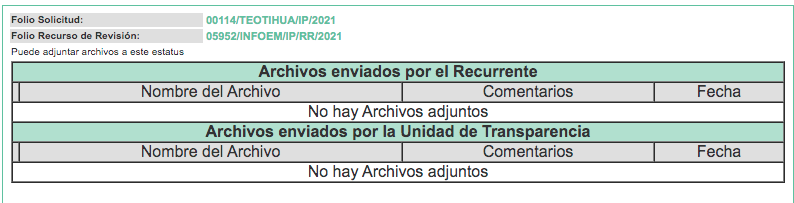 Folio Solicitud: 00114/TEOTIHUA/IP/2021
Folio Recurso de Revisión: 05952/INFOEM/IP/RR/2021
Puede adjuntar archivos a este estatus
Archivos enviados por el Recurrente
Nombre del Archivo Comentarios Fecha
No hay Archivos adjuntos
Archivos enviados por la Unidad de Transparencia
Nombre del Archivo Comentarios Fecha
No hay Archivos adjuntos